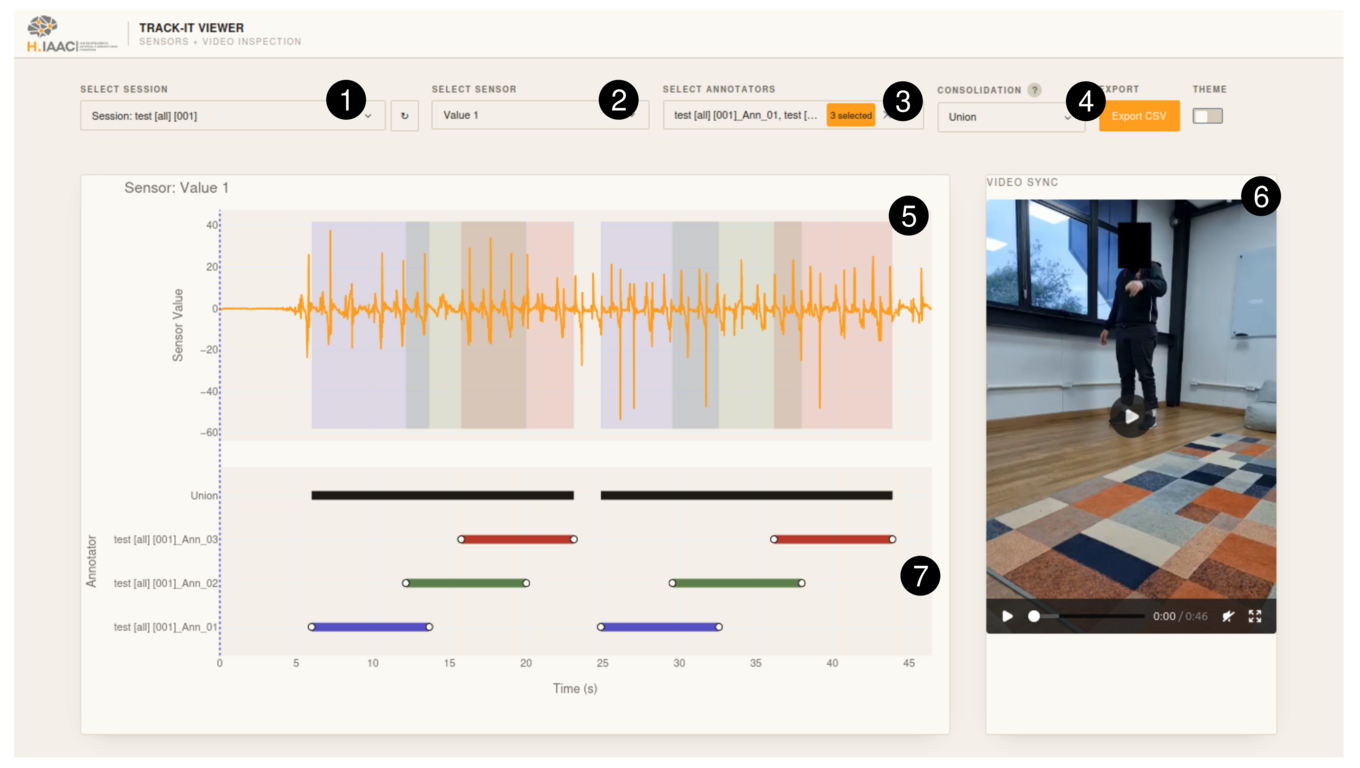 TRACK-IT VIEWER
SENSORS + VIDEO INSPECTION
H.IAAC
SELECT SESSION
SELECT SENSOR
SELECT ANNOTATORS
CONSOLIDATION ?
EXPORT
THEME
1
2
3
4
Session: test [all] [001]
↻
Value 1
test [all] [001]_Ann_01, test [...
3 selected
Union
Export CSV
Sensor: Value 1
5
VIDEO SYNC
6
40
20
0
−20
−40
−60
Sensor Value
Union
test [all] [001]_Ann_03
test [all] [001]_Ann_02
test [all] [001]_Ann_01
Annotator
7
0 5 10 15 20 25 30 35 40 45
Time (s)
0:00 / 0:46